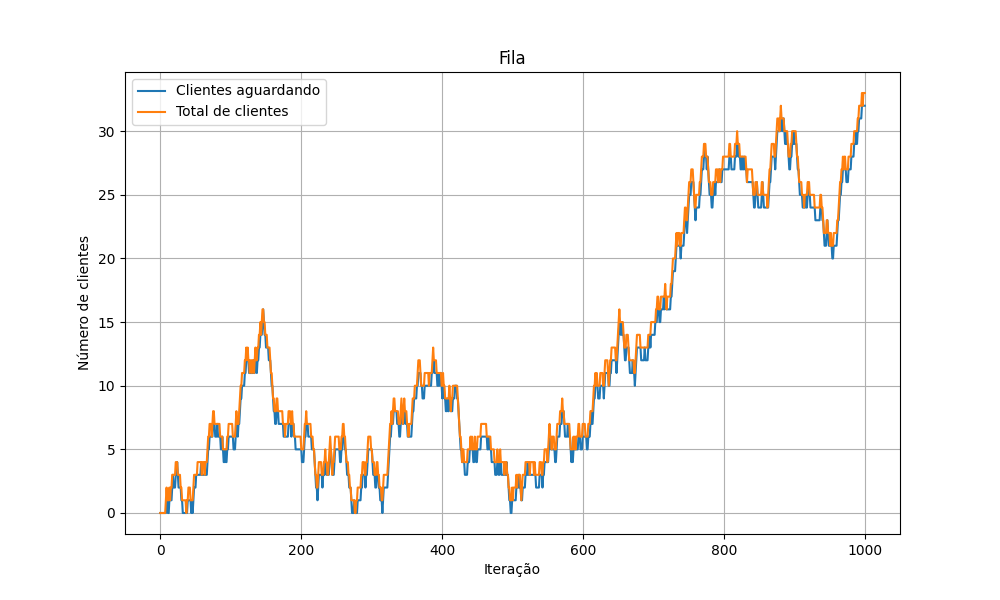 Fila
Clientes aguardando
Total de clientes
Número de clientes
30
25
20
15
10
5
0
0 200 400 600 800 1000
Iteração